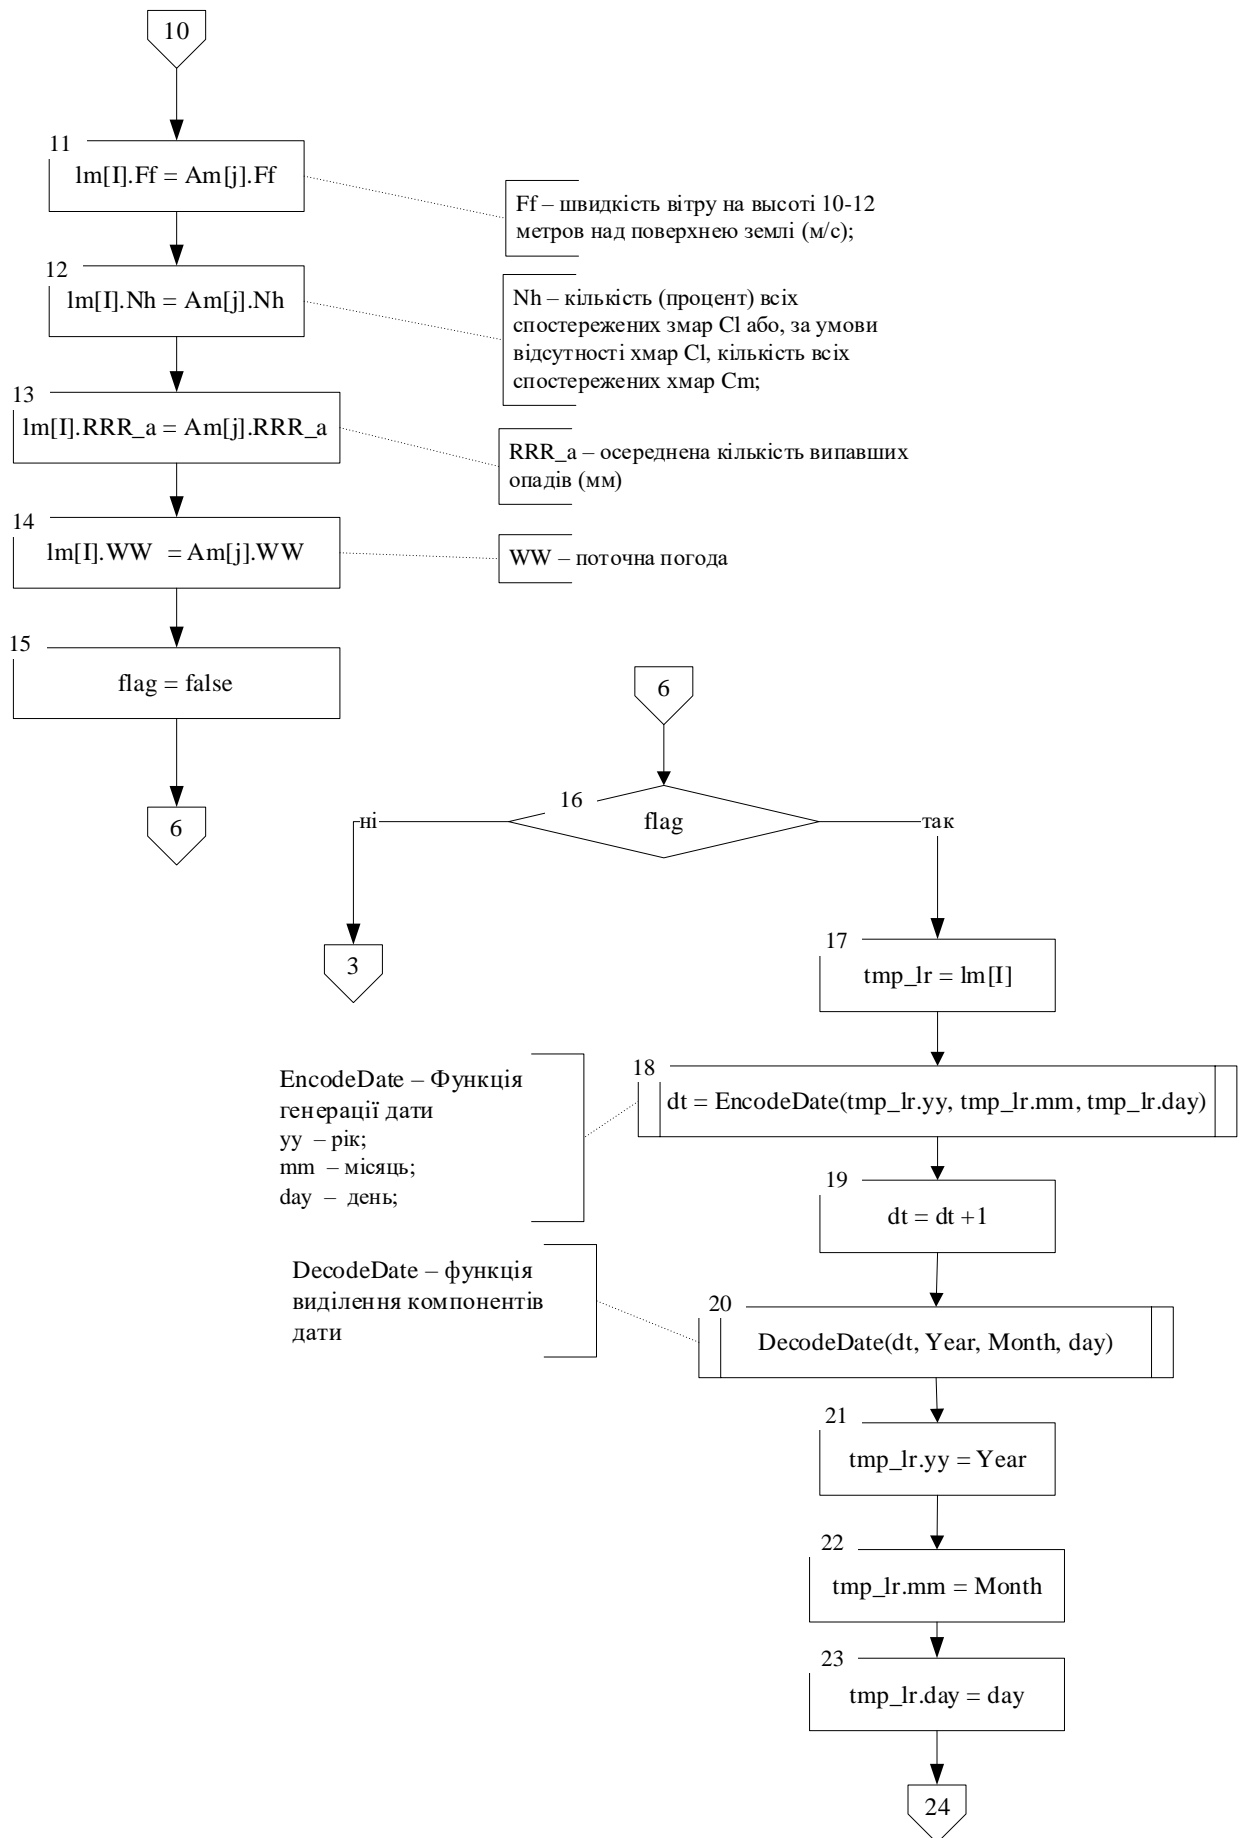 10
11
lm[I].Ff = Am[j].Ff
Ff – швидкість вітру на высоті 10-12
метров над поверхнею землі (м/с);
12
lm[I].Nh = Am[j].Nh
Nh – кількість (процент) всіх
спостережених змар Cl або, за умови
відсутності хмар Cl, кількість всіх
спостережених хмар Cm;
13
lm[I].RRR_a = Am[j].RRR_a
RRR_a – осереднена кількість випавших
опадів (мм)
14
lm[I].WW = Am[j].WW
WW – поточна погода
15
flag = false
6
6
16
flag
ні
так
3
17
tmp_lr = lm[I]
EncodeDate – Функція
генерації дати
yy – рік;
mm – місяць;
day – день;
18
dt = EncodeDate(tmp_lr.yy, tmp_lr.mm, tmp_lr.day)
19
dt = dt +1
DecodeDate – функція
виділення компонентів
дати
20
DecodeDate(dt, Year, Month, day)
21
tmp_lr.yy = Year
22
tmp_lr.mm = Month
23
tmp_lr.day = day
24